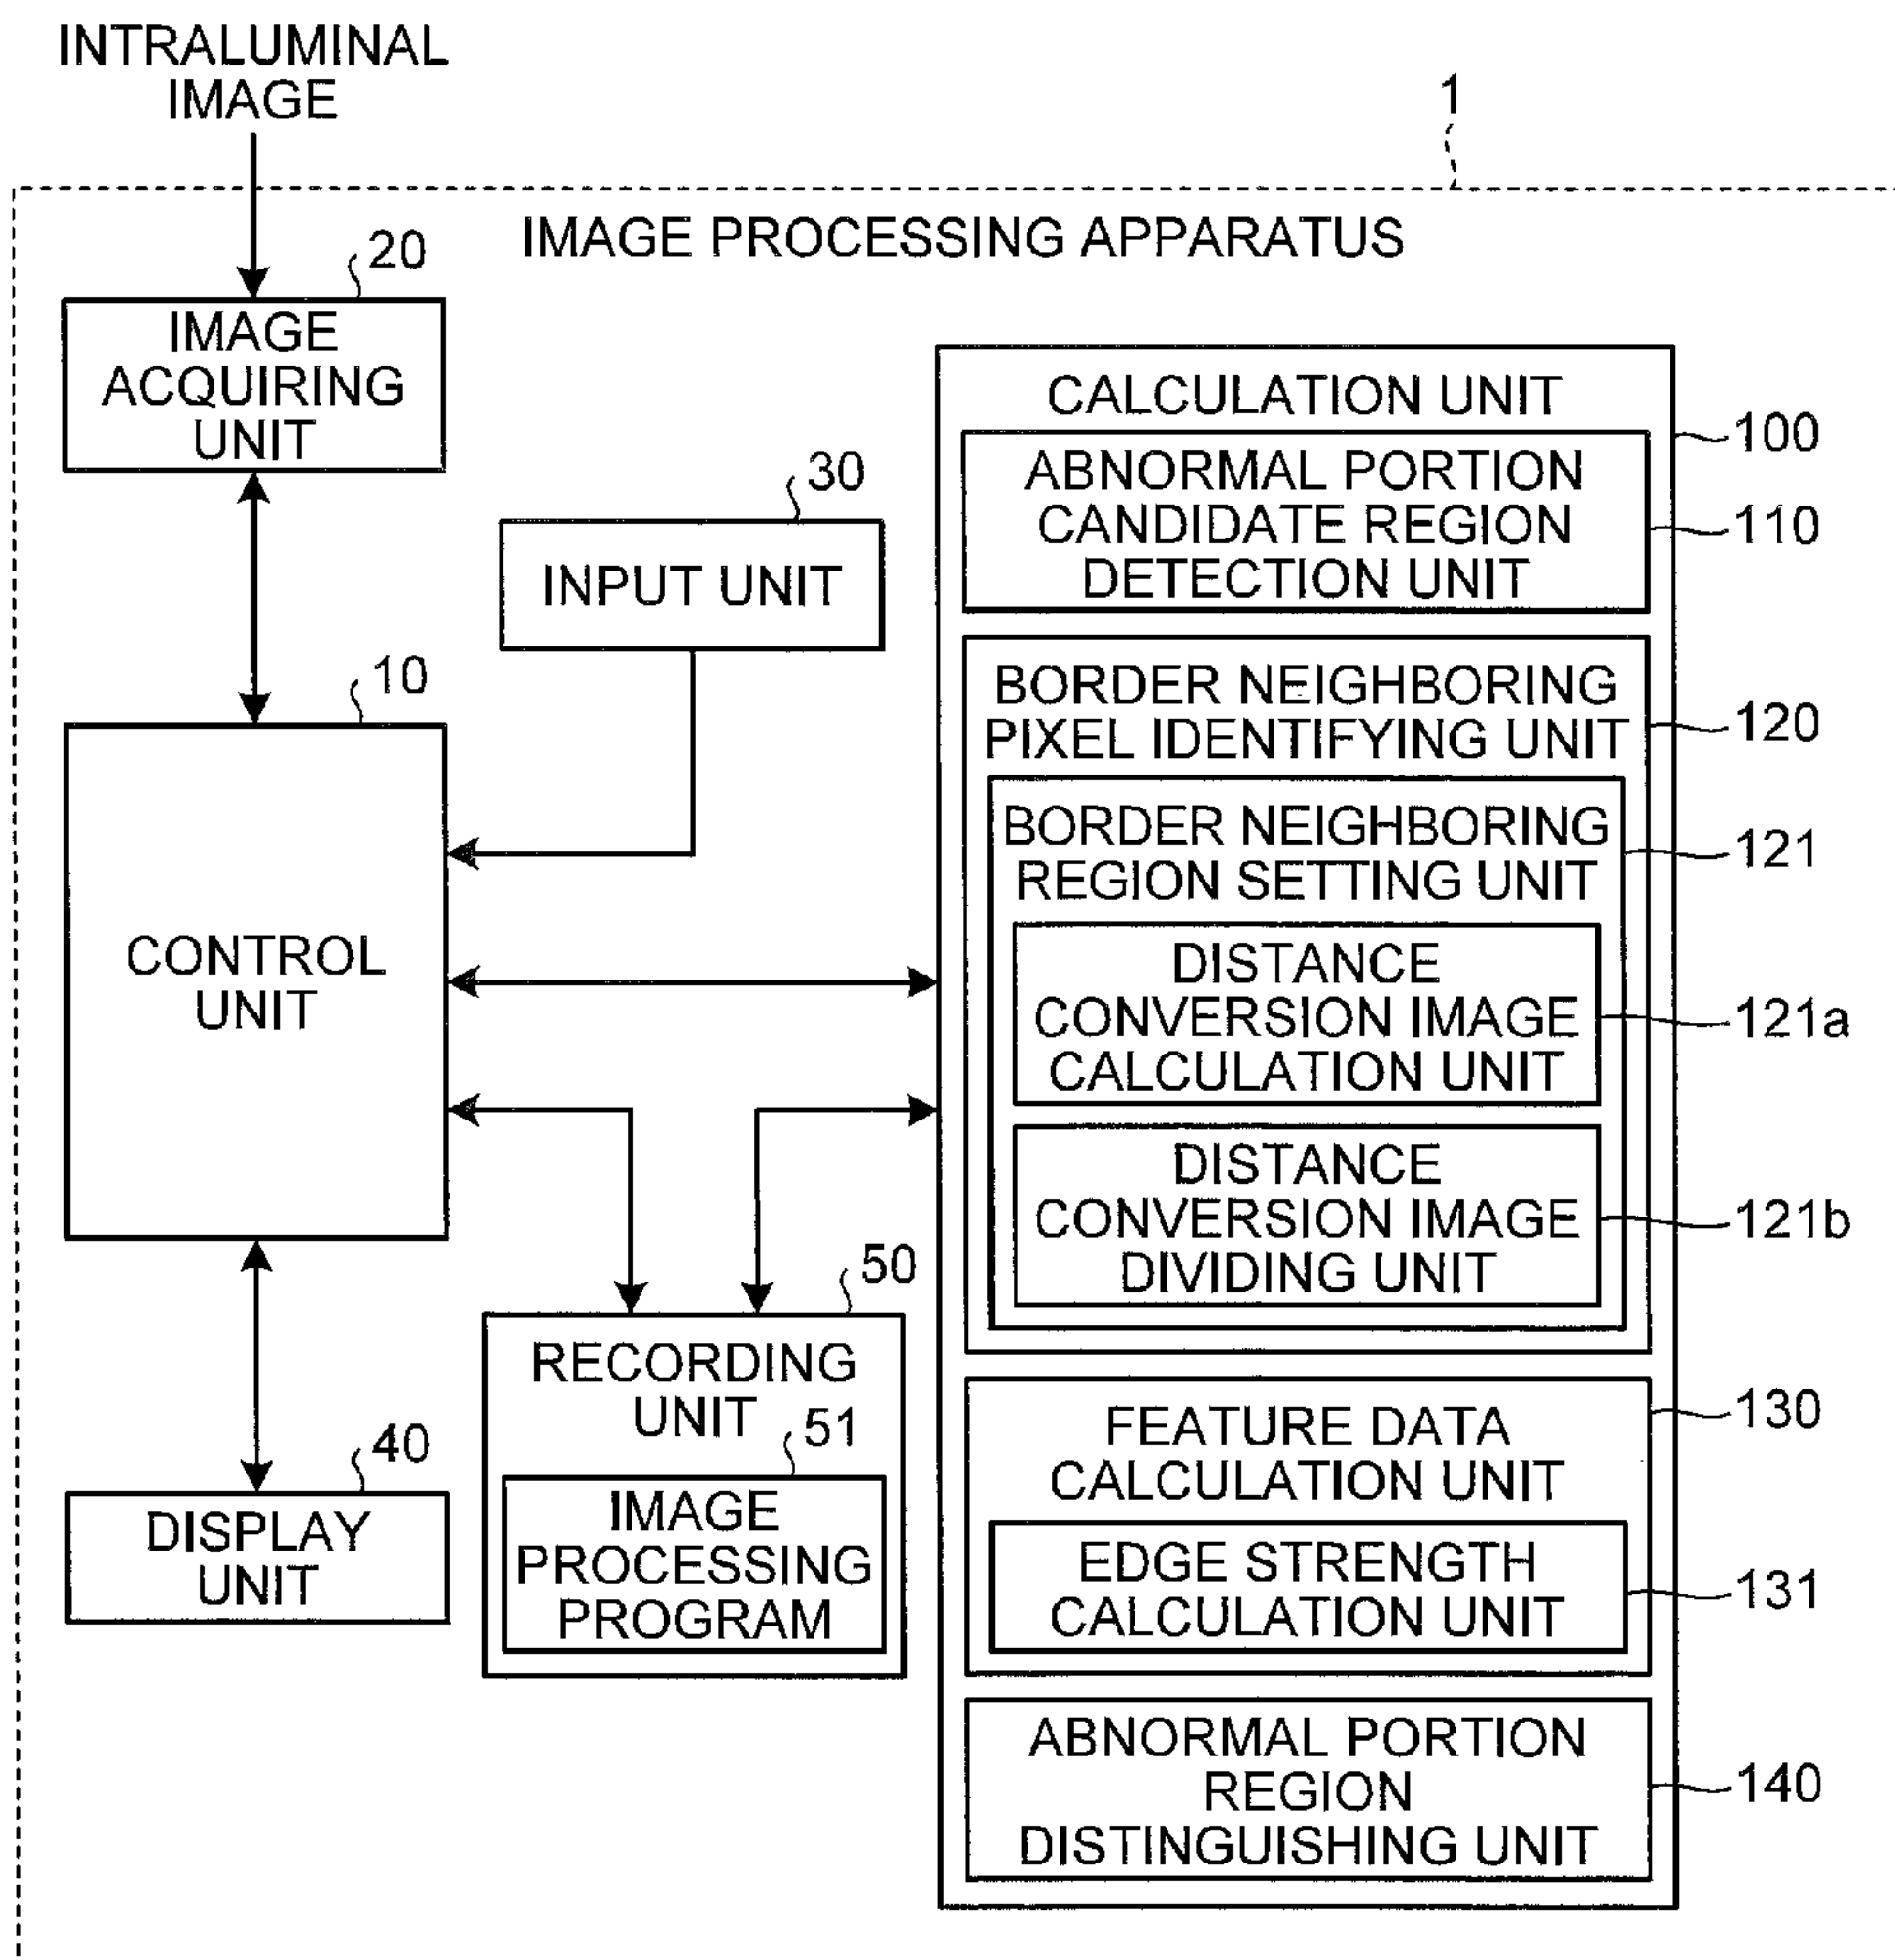 INTRALUMINAL
IMAGE
1
IMAGE PROCESSING APPARATUS
20
IMAGE
ACQUIRING
UNIT
30
INPUT UNIT
10
CONTROL
UNIT
40
DISPLAY
UNIT
50
RECORDING
UNIT
51
IMAGE
PROCESSING
PROGRAM
CALCULATION UNIT
100
ABNORMAL PORTION
CANDIDATE REGION
DETECTION UNIT
110
BORDER NEIGHBORING
PIXEL IDENTIFYING UNIT
120
BORDER NEIGHBORING
REGION SETTING UNIT
121
DISTANCE
CONVERSION IMAGE
CALCULATION UNIT
121a
DISTANCE
CONVERSION IMAGE
DIVIDING UNIT
121b
FEATURE DATA
CALCULATION UNIT
130
EDGE STRENGTH
CALCULATION UNIT
131
ABNORMAL PORTION
REGION
DISTINGUISHING UNIT
140